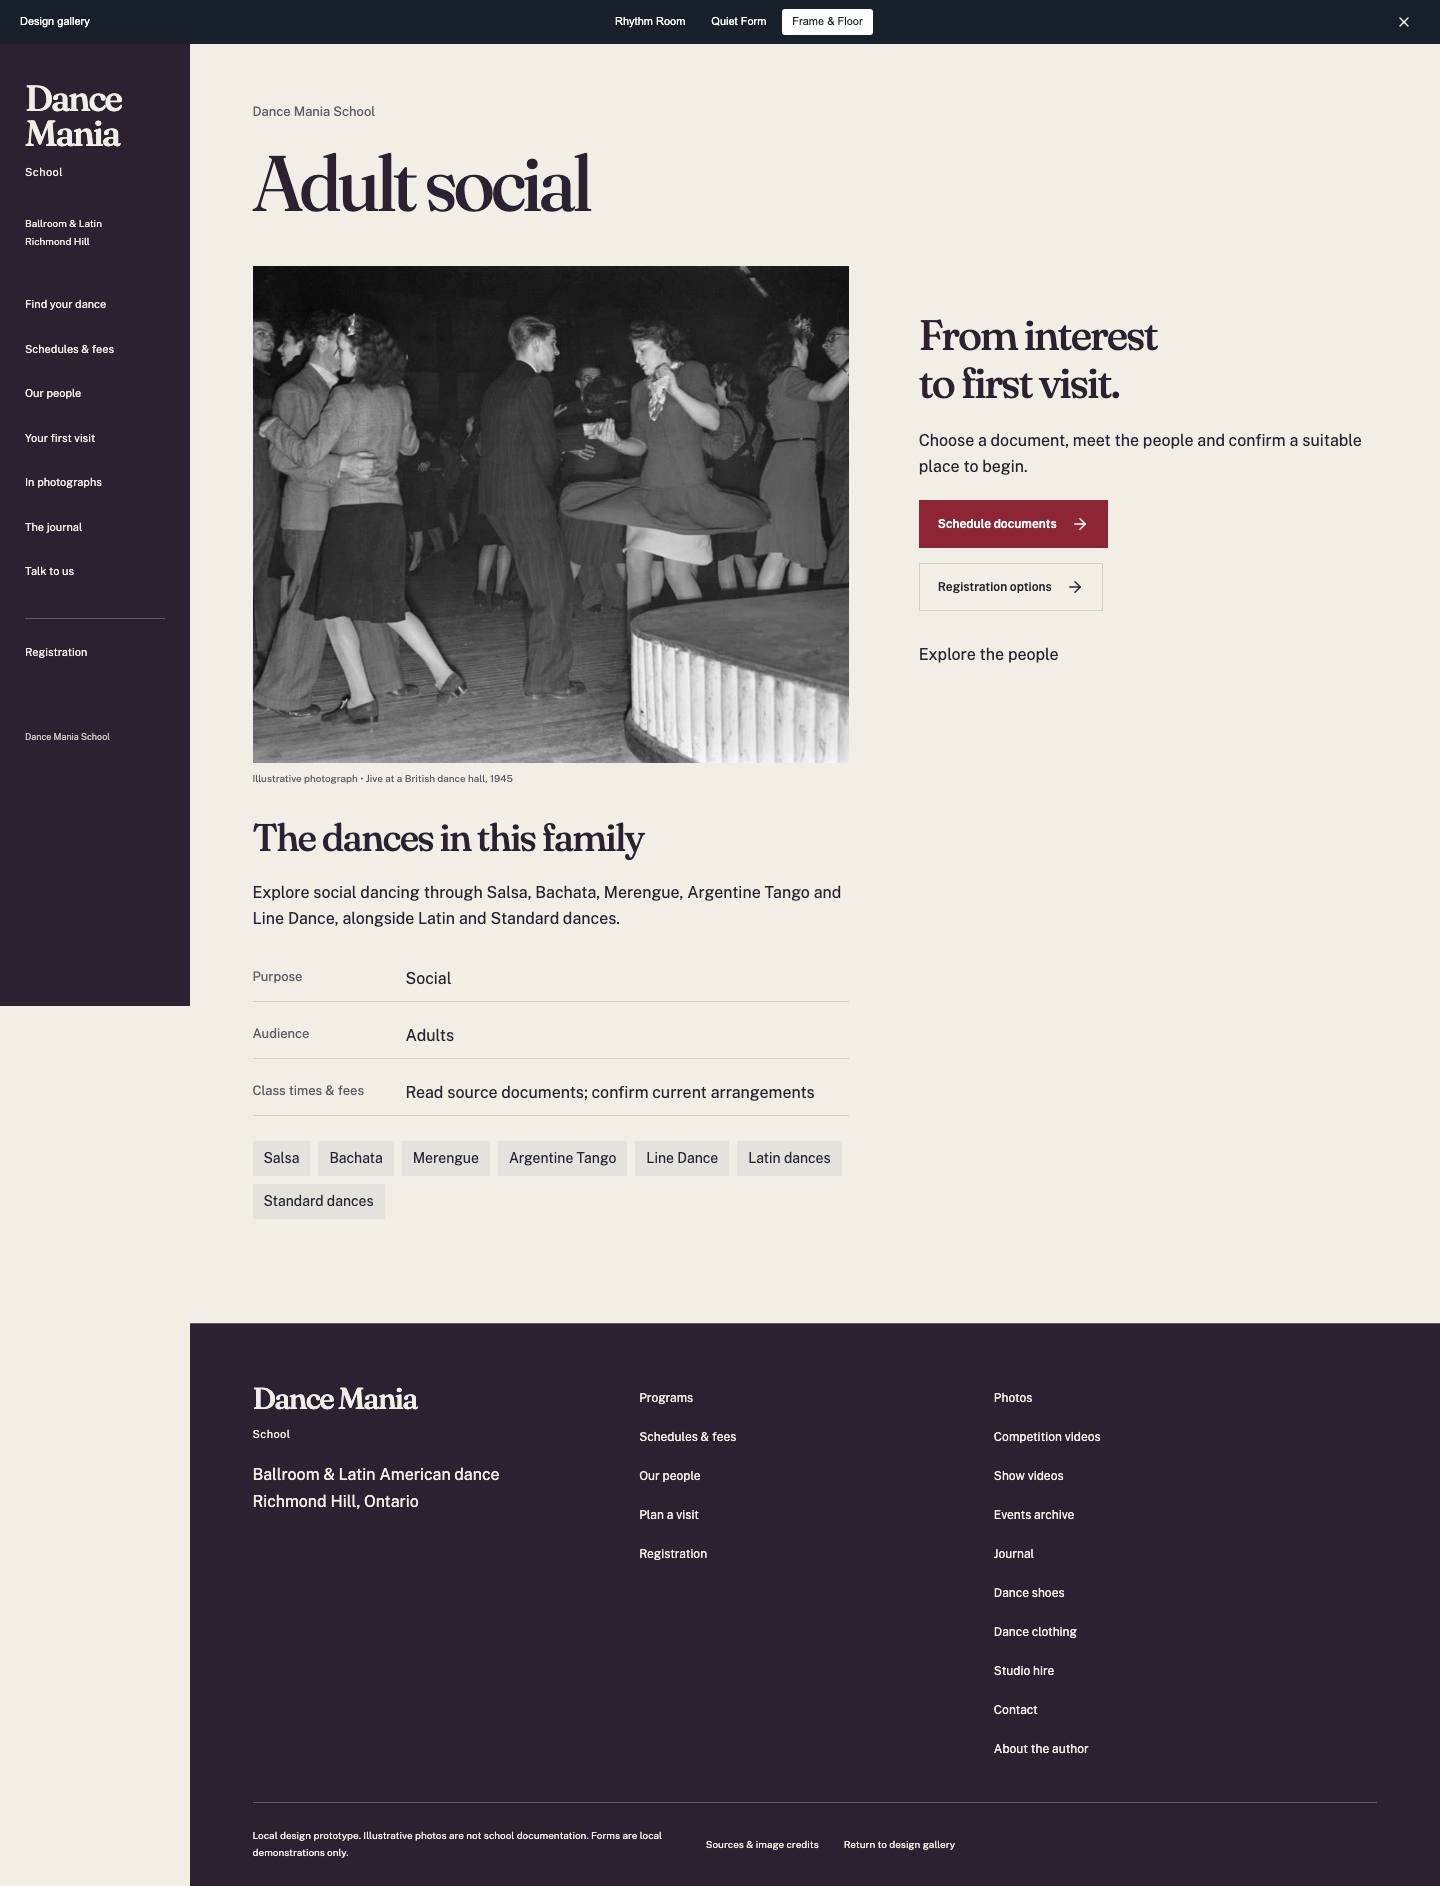 Design gallery
Rhythm Room
Quiet Form
Frame & Floor
Dance
Mania
School
Ballroom & Latin
Richmond Hill
Find your dance
Schedules & fees
Our people
Your first visit
In photographs
The journal
Talk to us
Registration
Dance Mania School
Dance Mania School
Adult social
Illustrative photograph • Jive at a British dance hall, 1945
From interest
to first visit.
Choose a document, meet the people and confirm a suitable
place to begin.
Schedule documents
Registration options
Explore the people
The dances in this family
Explore social dancing through Salsa, Bachata, Merengue, Argentine Tango and
Line Dance, alongside Latin and Standard dances.
Purpose Social
Audience Adults
Class times & fees Read source documents; confirm current arrangements
Salsa Bachata Merengue Argentine Tango Line Dance Latin dances
Standard dances
Dance Mania
School
Ballroom & Latin American dance
Richmond Hill, Ontario
Programs
Schedules & fees
Our people
Plan a visit
Registration
Photos
Competition videos
Show videos
Events archive
Journal
Dance shoes
Dance clothing
Studio hire
Contact
About the author
Local design prototype. Illustrative photos are not school documentation. Forms are local
demonstrations only.
Sources & image credits
Return to design gallery